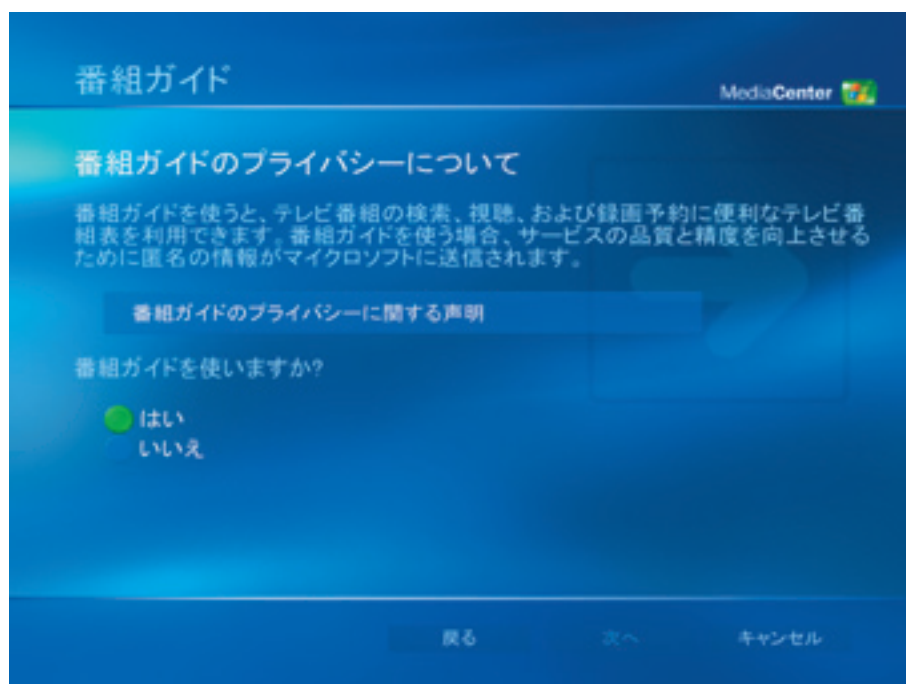 番組ガイド
MediaCenter
番組ガイドのプライバシーについて
番組ガイドを使うと、テレビ番組の検索、視聴、および録画予約に便利なテレビ番
組表を利用できます。番組ガイドを使う場合、サービスの品質と精度を向上させる
ために匿名の情報がマイクロソフトに送信されます。
番組ガイドのプライバシーに関する声明
番組ガイドを使いますか?
はい
いいえ
戻る 次へ キャンセル